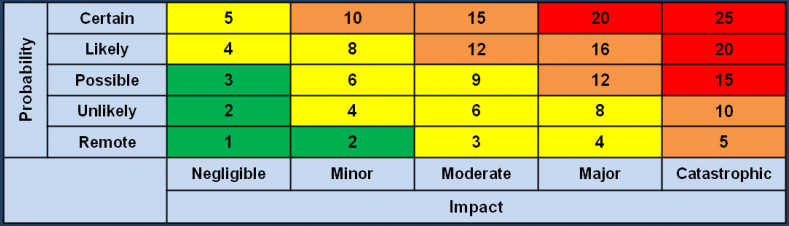 Probability
Certain 5 10 15 20 25
Likely 4 8 12 16 20
Possible 3 6 9 12 15
Unlikely 2 4 6 8 10
Remote 1 2 3 4 5
Negligible Minor Moderate Major Catastrophic
Impact